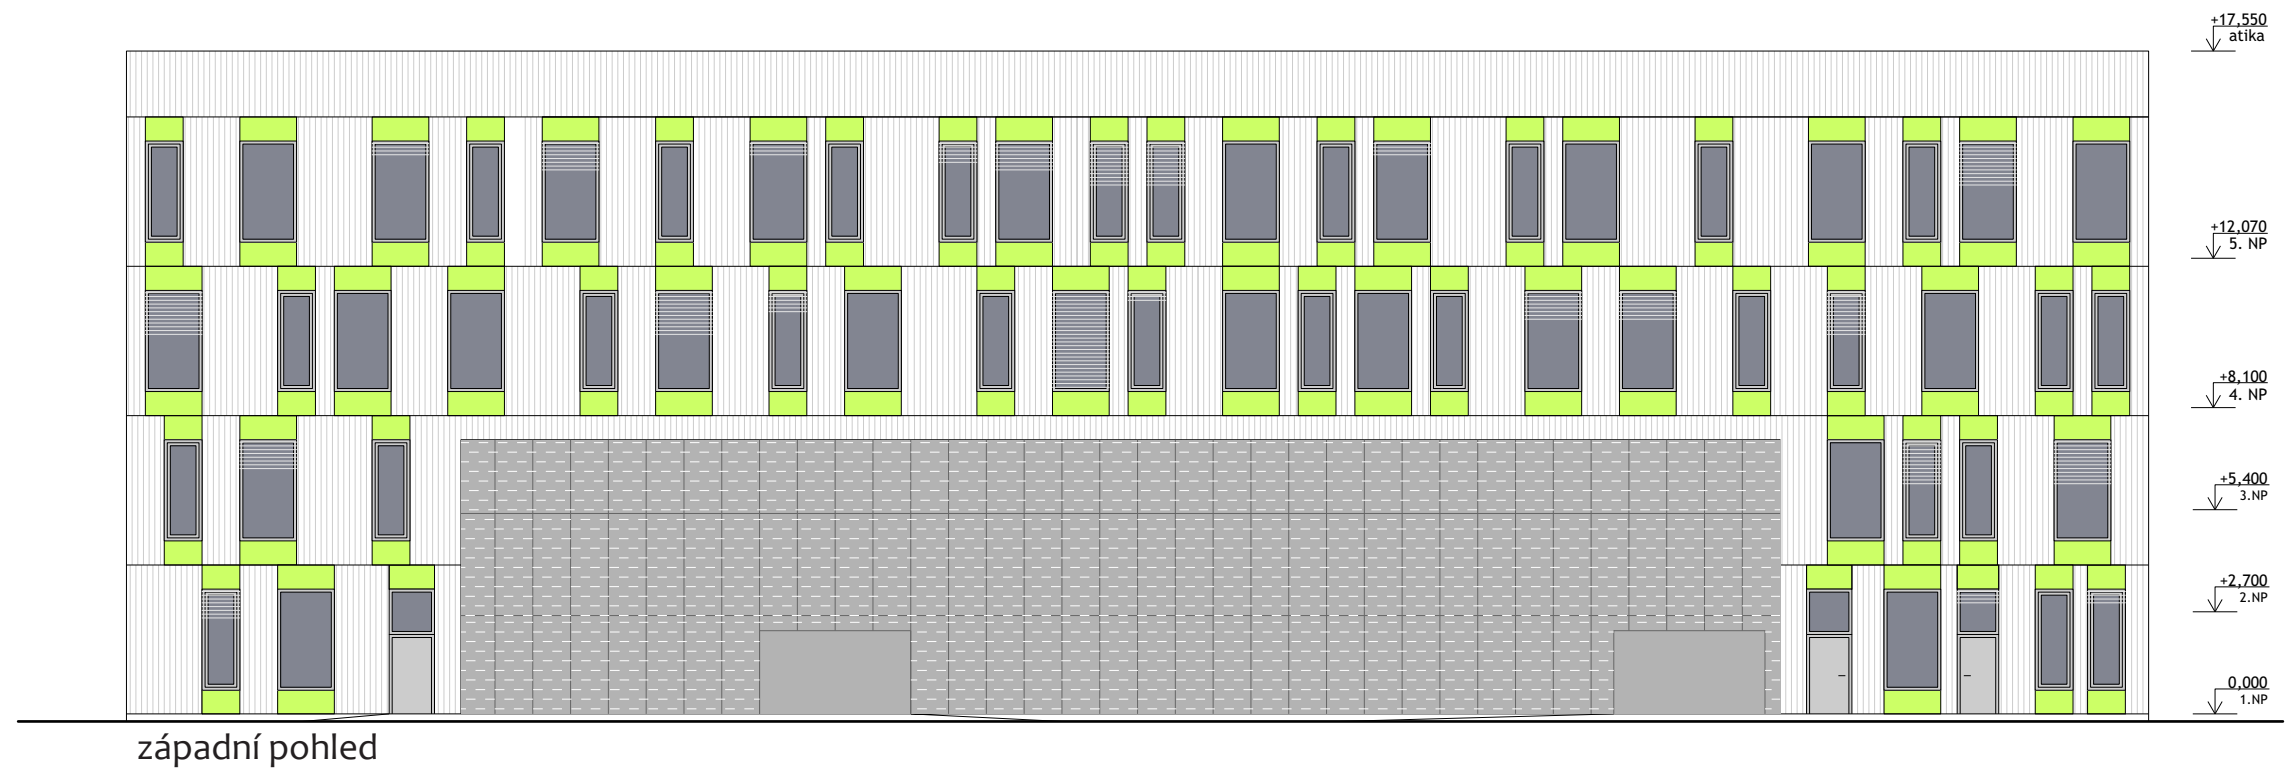 +17,550
atika
+12,070
5. NP
+8,100
4. NP
+5,400
3.NP
+2,700
2.NP
0,000
1.NP
západní pohled